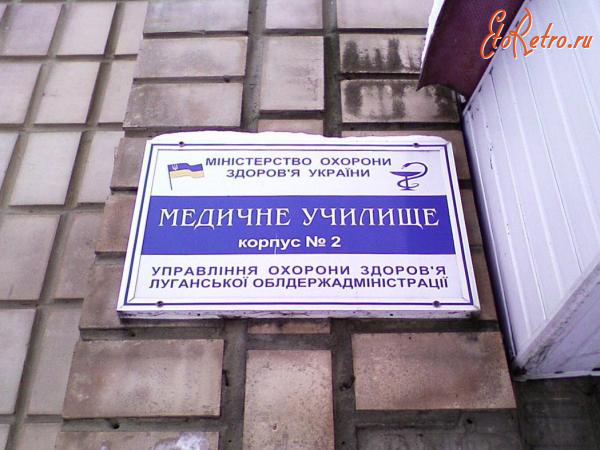 EtoRetro.ru
МІНІСТЕРСТВО ОХОРОНИ
ЗДОРОВ'Я УКРАЇНИ
МЕДИЧНЕ УЧИЛИЩЕ
корпус № 2
УПРАВЛІННЯ ОХОРОНИ ЗДОРОВ'Я
ЛУГАНСЬКОЇ ОБЛДЕРЖАДМІНІСТРАЦІЇ